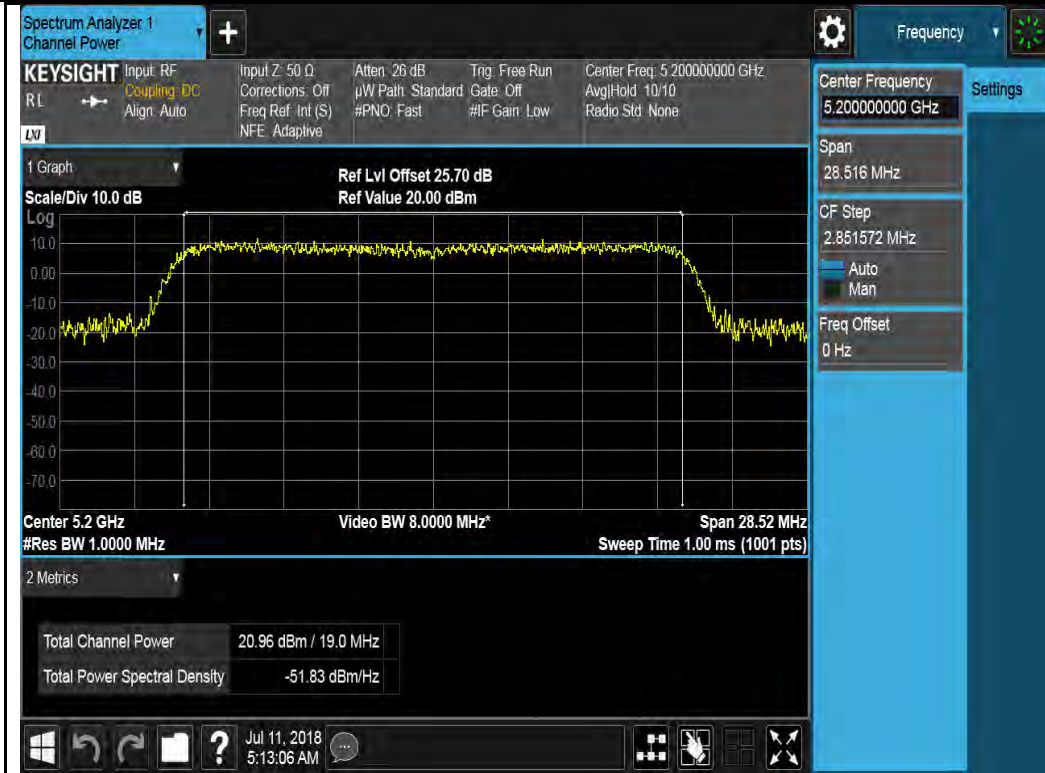 Spectrum Analyzer 1
Channel Power
+
Frequency
KEYSIGHT
RL
LXI
Input: RF
Coupling: DC
Align: Auto
Input Z: 50 Ω
Corrections: Off
Freq Ref: Int (S)
NFE: Adaptive
Atten: 26 dB
µW Path: Standard
#PNO: Fast
Trig: Free Run
Gate: Off
#IF Gain: Low
Center Freq: 5.200000000 GHz
Avg|Hold: 10/10
Radio Std: None
Center Frequency
5.200000000 GHz
Settings
Span
28.516 MHz
CF Step
2.851572 MHz
Auto
Man
Freq Offset
0 Hz
1 Graph
Scale/Div 10.0 dB
Ref Lvl Offset 25.70 dB
Ref Value 20.00 dBm
Log
10.0
0.00
-10.0
-20.0
-30.0
-40.0
-50.0
-60.0
-70.0
Center 5.2 GHz
#Res BW 1.0000 MHz
Video BW 8.0000 MHz*
Span 28.52 MHz
Sweep Time 1.00 ms (1001 pts)
2 Metrics
Total Channel Power 20.96 dBm / 19.0 MHz
Total Power Spectral Density -51.83 dBm/Hz
?
Jul 11, 2018
5:13:06 AM